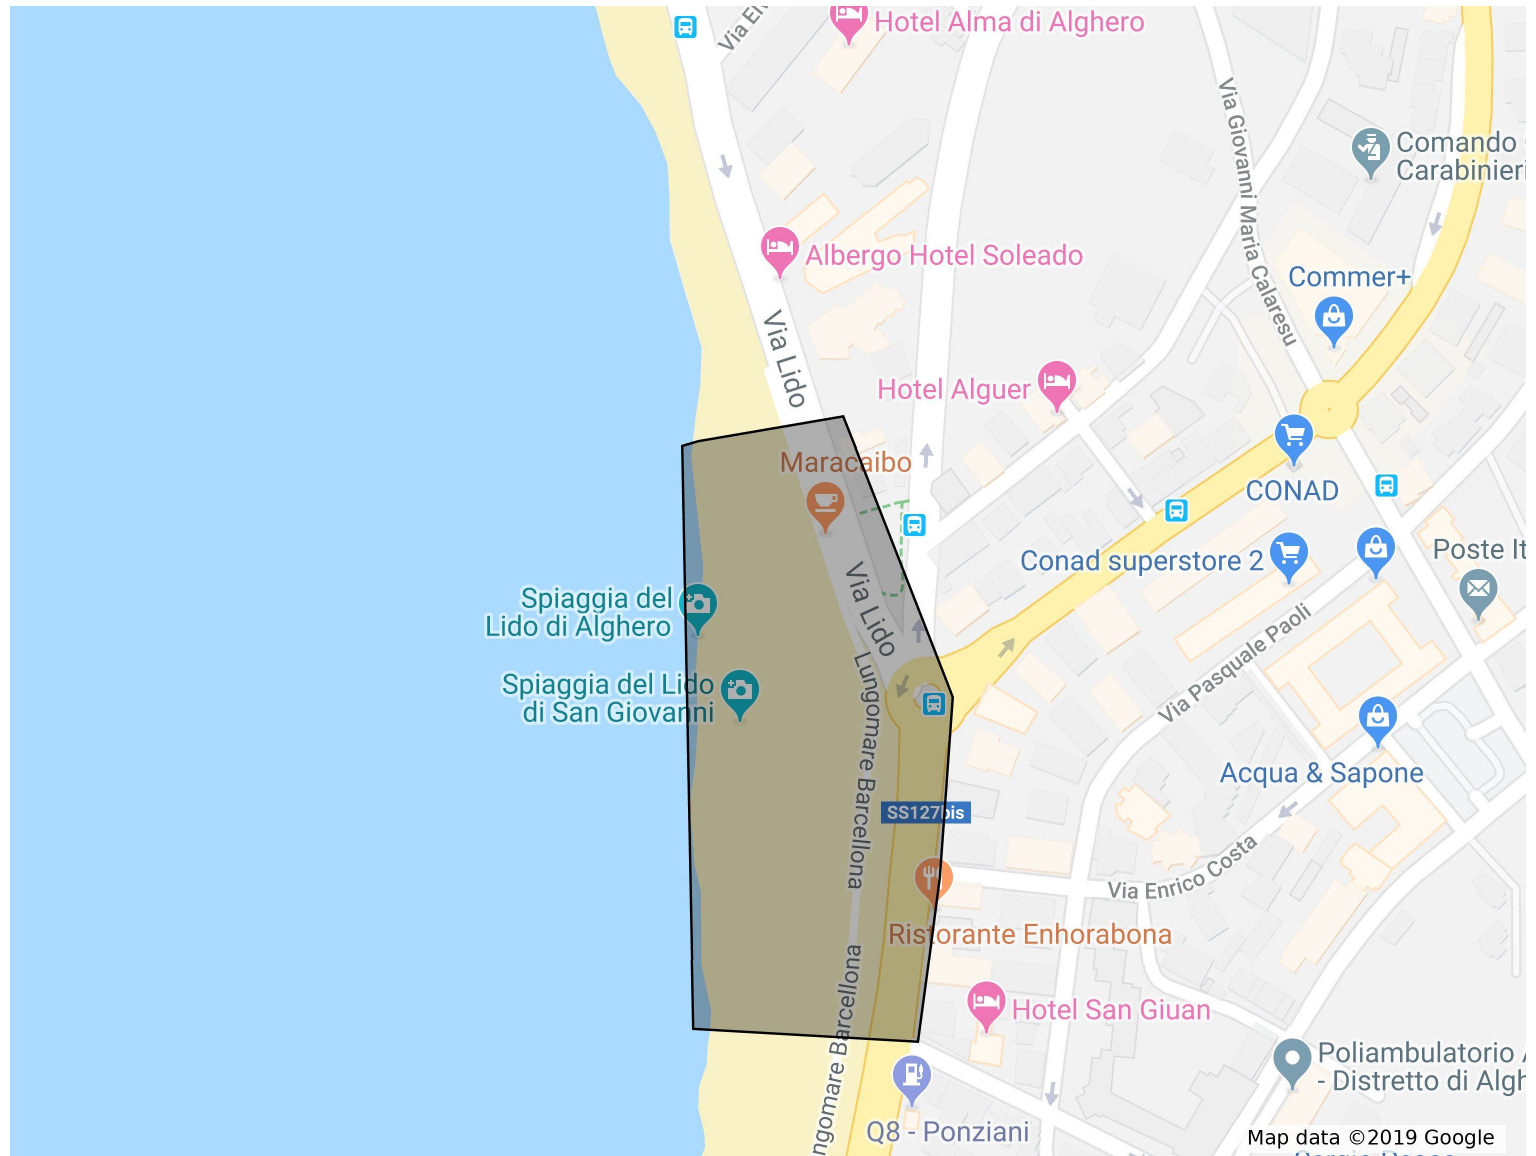 Via
Hotel Alma di Alghero
Via Giovanni Maria Calaresu
Comando
Carabinieri
Albergo Hotel Soleado
Commer+
Via Lido
Hotel Alguer
Maracaibo
CONAD
Conad superstore 2
Poste It
Spiaggia del
Lido di Alghero
Via Lido
Via Pasquale Paoli
Spiaggia del Lido
di San Giovanni
Lungomare Barcellona
Acqua & Sapone
SS127bis
Via Enrico Costa
Ristorante Enhorabona
Hotel San Giuan
ngomare Barcellona
Poliambulatorio
- Distretto di Algh
Q8 - Ponziani
Map data ©2019 Google